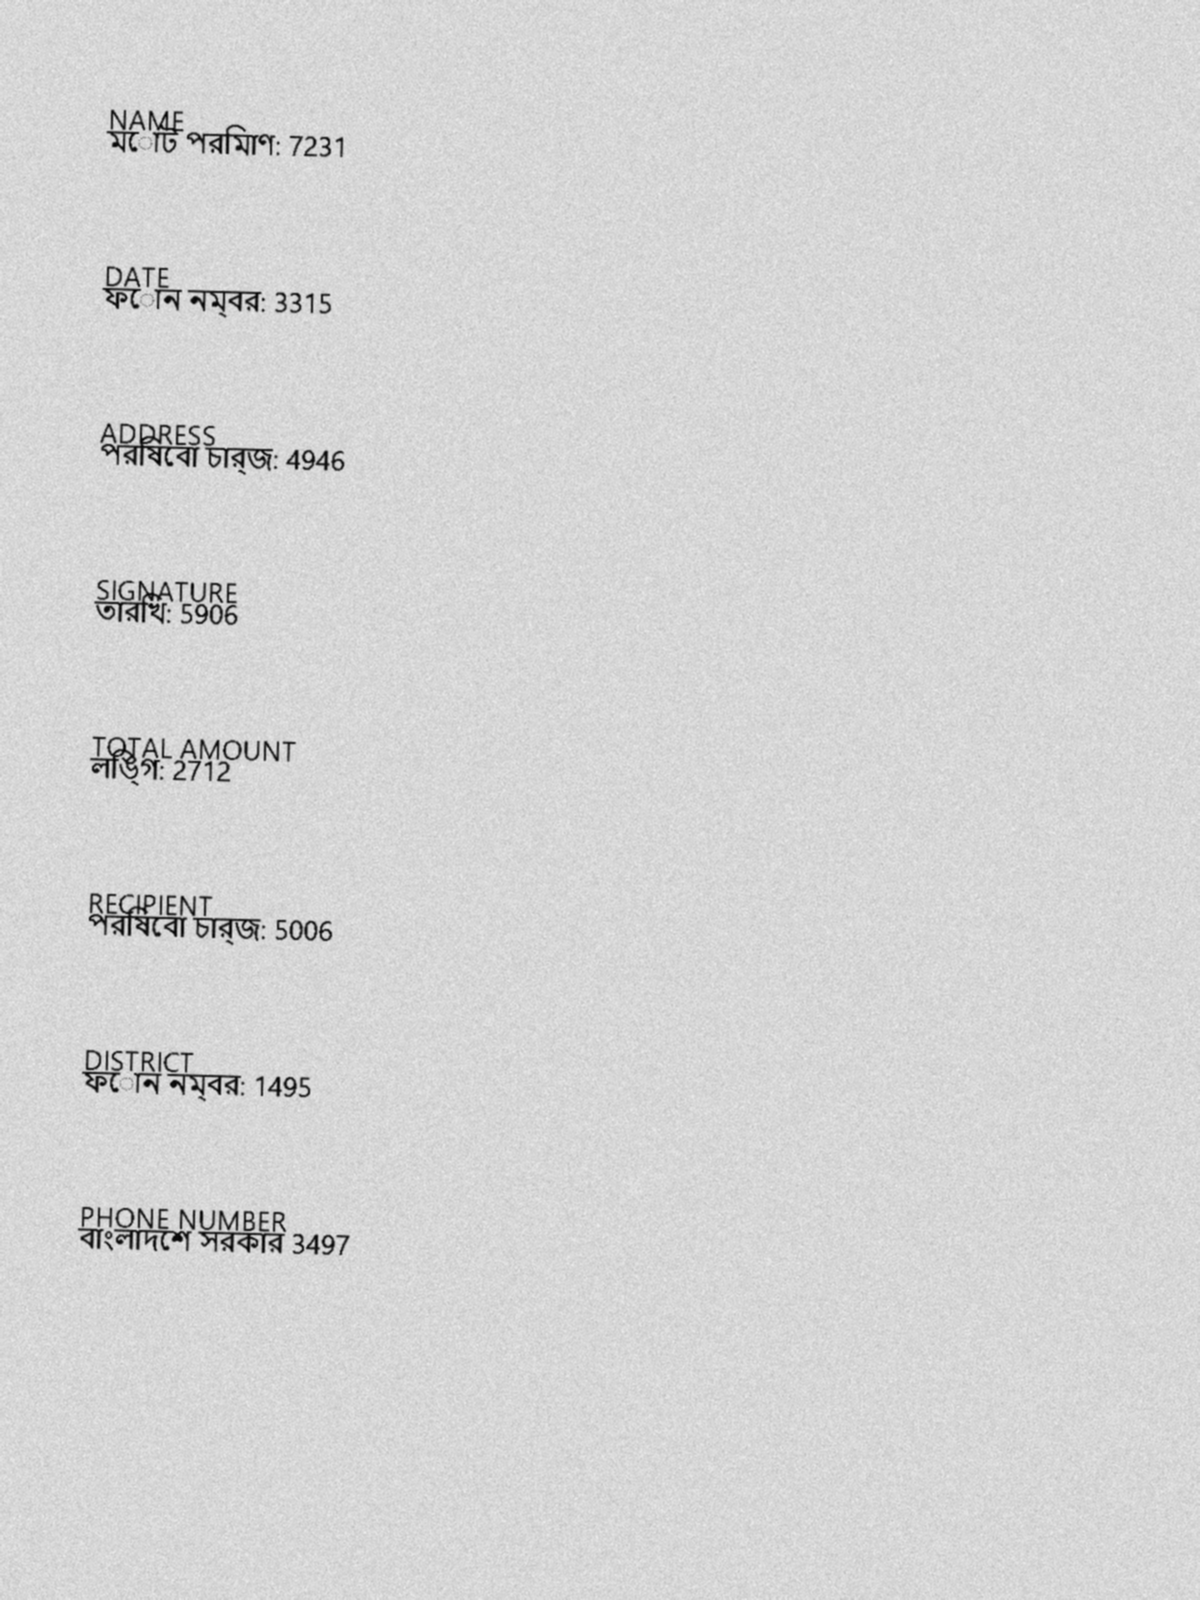 NAME
মোট পরিমাণ: 7231
DATE
ফোন নম্বর: 3315
ADDRESS
পরিষেবা চার্জ: 4946
SIGNATURE
তারিখ: 5906
TOTAL AMOUNT
লিঙ্গ: 2712
RECIPIENT
পরিষেবা চার্জ: 5006
DISTRICT
ফোন নম্বর: 1495
PHONE NUMBER
বাংলাদেশ সরকার 3497